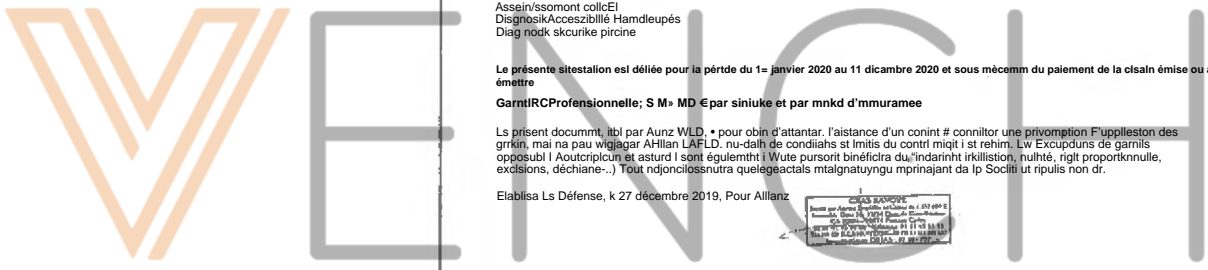 Assein/ssomont collcEl
DisgnosikAccesziblllé Hamdleupés
Diag nodk skcurike pircine
Le présente sitestalion esl déliée pour ia pértde du 1= janvier 2020 au 11 dicambre 2020 et sous mècemm du paiement de la clsaln émise ou a
émettre
GarntIRCProfensionnelle; S M» MD €par siniuke et par mnkd d'mmuramee
Ls prisent docummt, itbl par Aunz WLD, • pour obin d'attantar. l'aistance d'un conint # conniltor une privomption F'upplleston des
grrkin, mai na pau wigjagar AHllan LAFLD. nu-dalh de condiiahs st lmitis du contrl miqit i st rehim. Lw Excupduns de garnils
opposubl l Aoutcriplcun et asturd l sont égulemtht i Wute pursorit binéficlra du "indarinht irkillistion, nulhté, riglt proportknnulle,
exclsions, déchiane-..) Tout ndjoncilossnutra quelegeactals mtalgnatuyngu mprinajant da lp Socliti ut ripulis non dr.
Elablisa Ls Défense, k 27 décembre 2019, Pour Alllanz
CRAS SAVOYE
VENCH